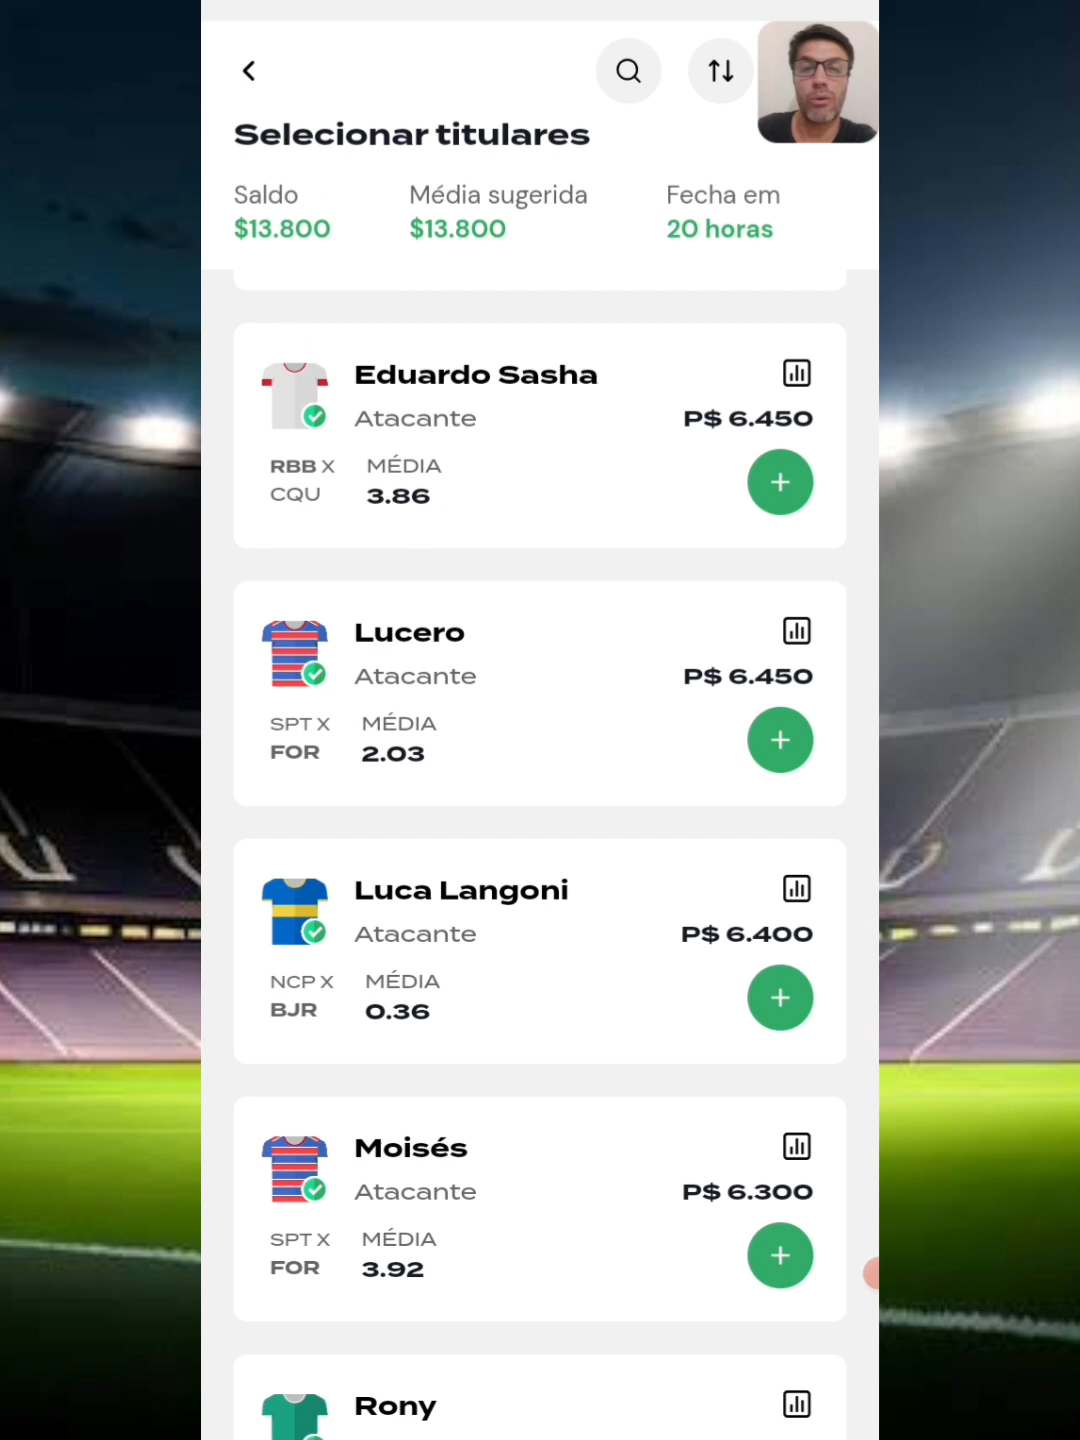 Selecionar titulares
Saldo
Média sugerida
Fecha em
$13.800
$13.800
20 horas
Eduardo Sasha
Atacante
P$ 6.450
RBB X
MÉDIA
CQU
3.86
Lucero
Atacante
P$ 6.450
SPT X
MÉDIA
FOR
2.03
Luca Langoni
Atacante
P$ 6.400
NCP X
MÉDIA
BJR
0.36
Moisés
Atacante
P$ 6.300
SPT X
MÉDIA
FOR
3.92
Rony